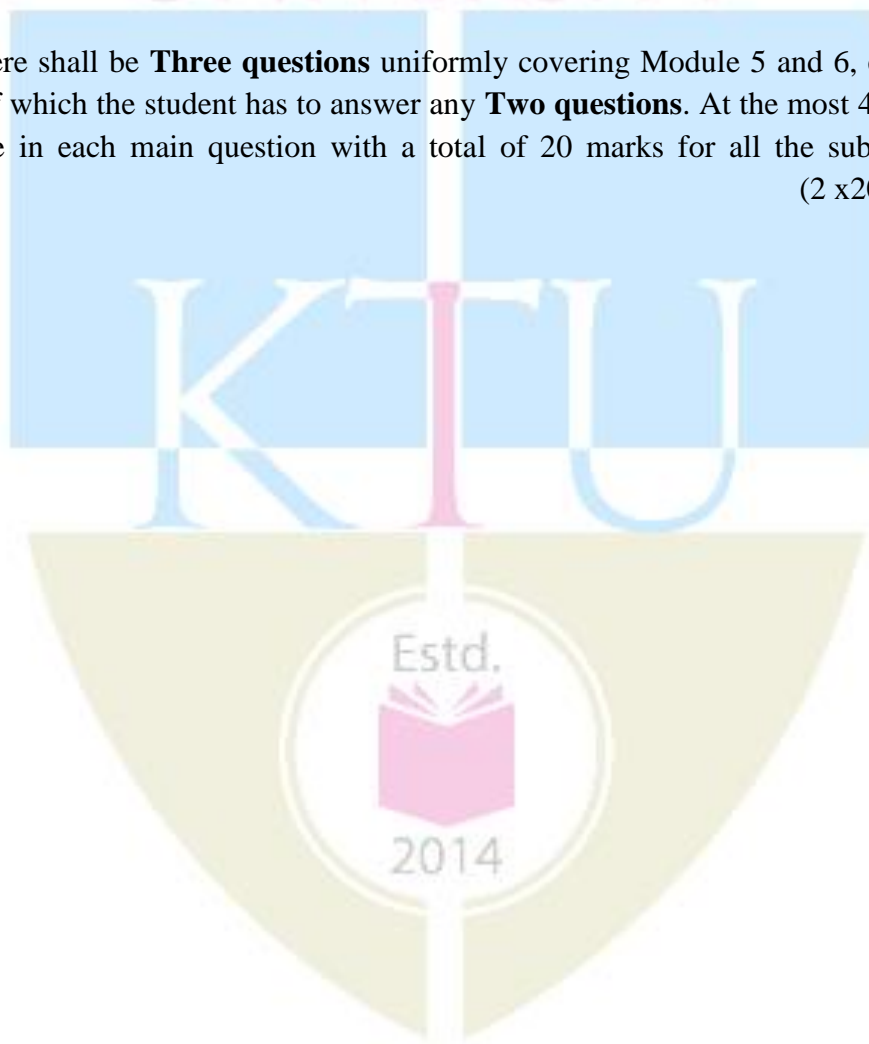 ere shall be Three questions uniformly covering Module 5 and 6,
f which the student has to answer any Two questions. At the most 4
e in each main question with a total of 20 marks for all the sub
(2 x20
KTU
Estd.
2014